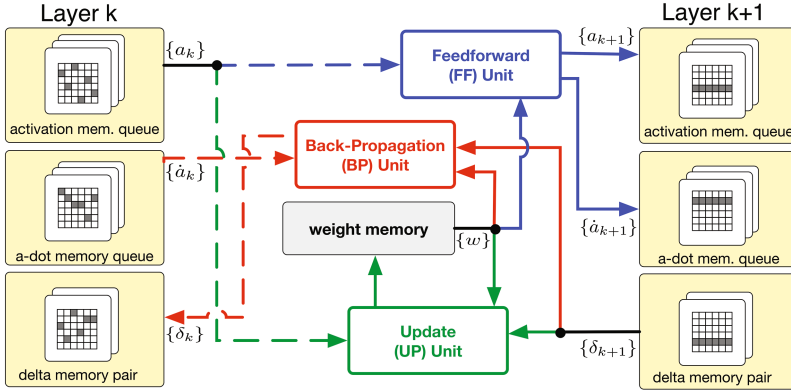 Layer k
Layer k+1
{a_k}
{a_{k+1}}
Feedforward
(FF) Unit
activation mem. queue
activation mem. queue
Back-Propagation
(BP) Unit
{ȧ_k}
{ȧ_{k+1}}
weight memory
{w}
a-dot memory queue
a-dot mem. queue
{δ_k}
{δ_{k+1}}
Update
(UP) Unit
delta memory pair
delta memory pair